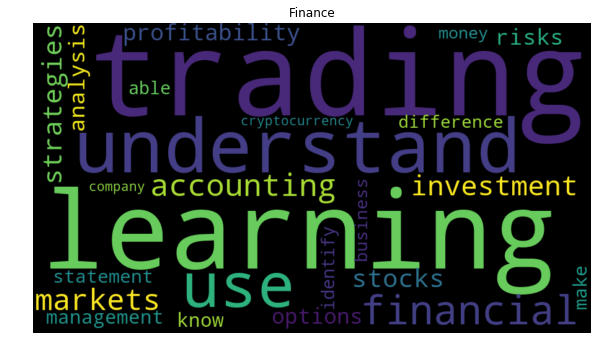 Finance
profitability
money
risks
strategies
analysis
trading
able
cryptocurrency
difference
understand
company
accounting
investment
learning
business
identify
statement
use
stocks
make
markets
financial
management
know
options